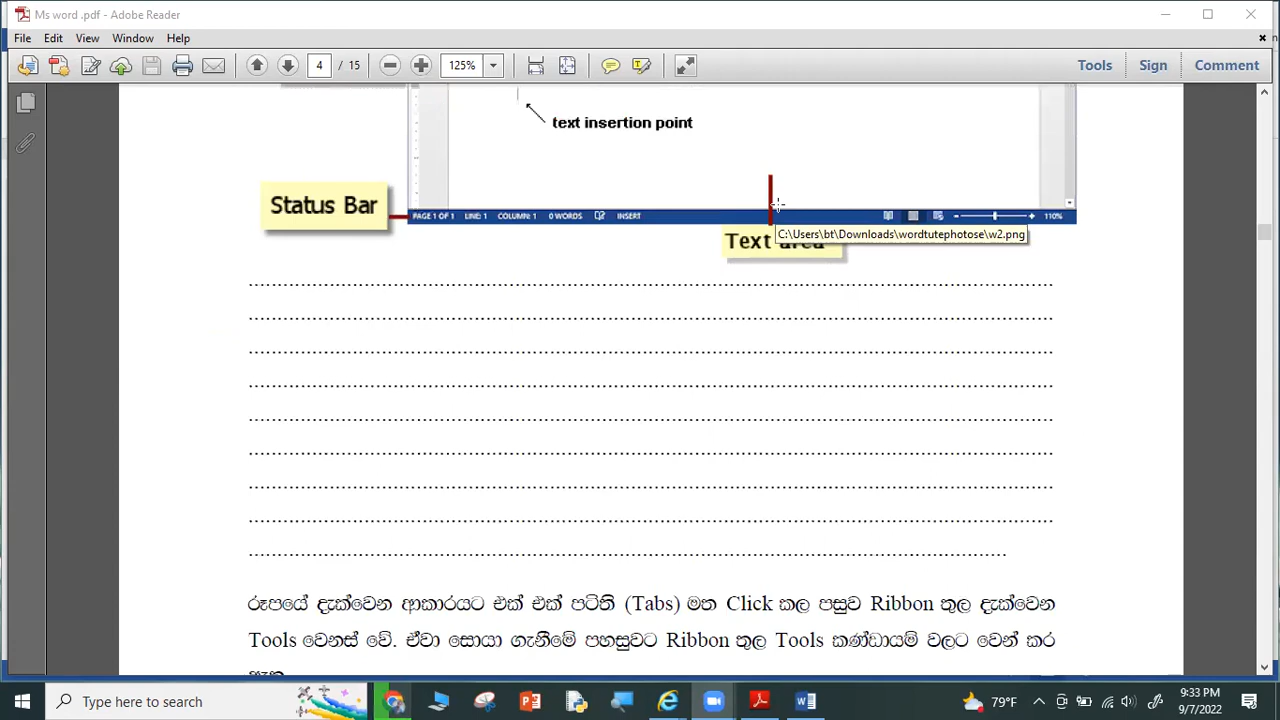 Ms word .pdf - Adobe Reader
File Edit View Window Help
4 / 15 125% Tools Sign Comment
text insertion point
Status Bar
PAGE 1 OF 1 LINE: 1 COLUMN: 1 0 WORDS INSERT 110%
C:\Users\bt\Downloads\wordtutephotose\w2.png
Text area
................................................................................
................................................................................
................................................................................
................................................................................
................................................................................
................................................................................
................................................................................
................................................................................
................................................................................
රූපයේ දැක්වෙන ආකාරයට එක් එක් පටිති (Tabs) මත Click කල පසුව Ribbon තුල දැක්වෙන
Tools වෙනස් වේ. ඒවා සොයා ගැනීමේ පහසුවට Ribbon තුල Tools කණ්ඩායම් වලට වෙන් කර
Type here to search
79°F 9:33 PM
9/7/2022